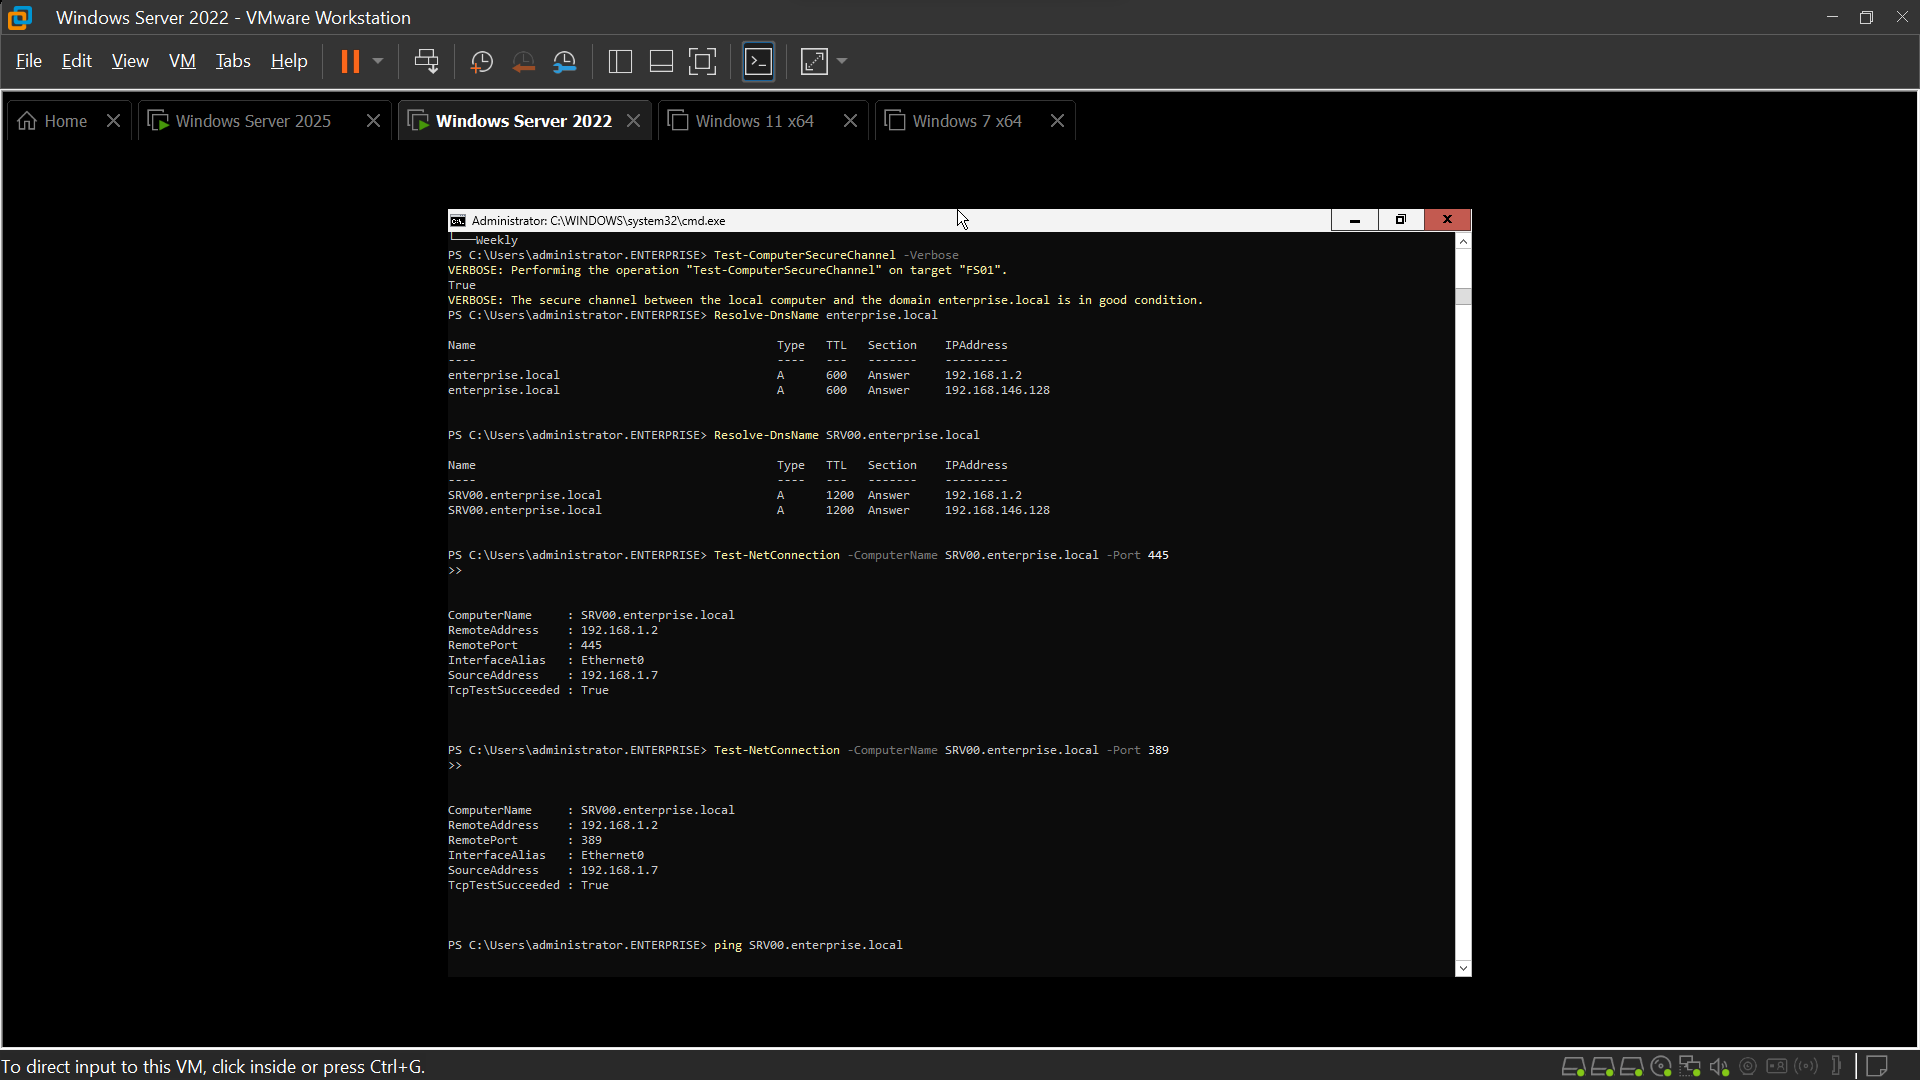 Windows Server 2022 - VMware Workstation
File Edit View VM Tabs Help
Home Windows Server 2025 Windows Server 2022 Windows 11 x64 Windows 7 x64
Administrator: C:\WINDOWS\system32\cmd.exe
└───Weekly
PS C:\Users\administrator.ENTERPRISE> Test-ComputerSecureChannel -Verbose
VERBOSE: Performing the operation "Test-ComputerSecureChannel" on target "FS01".
True
VERBOSE: The secure channel between the local computer and the domain enterprise.local is in good condition.
PS C:\Users\administrator.ENTERPRISE> Resolve-DnsName enterprise.local
Name Type TTL Section IPAddress
---- ---- --- ------- ---------
enterprise.local A 600 Answer 192.168.1.2
enterprise.local A 600 Answer 192.168.146.128
PS C:\Users\administrator.ENTERPRISE> Resolve-DnsName SRV00.enterprise.local
Name Type TTL Section IPAddress
---- ---- --- ------- ---------
SRV00.enterprise.local A 1200 Answer 192.168.1.2
SRV00.enterprise.local A 1200 Answer 192.168.146.128
PS C:\Users\administrator.ENTERPRISE> Test-NetConnection -ComputerName SRV00.enterprise.local -Port 445
>>
ComputerName : SRV00.enterprise.local
RemoteAddress : 192.168.1.2
RemotePort : 445
InterfaceAlias : Ethernet0
SourceAddress : 192.168.1.7
TcpTestSucceeded : True
PS C:\Users\administrator.ENTERPRISE> Test-NetConnection -ComputerName SRV00.enterprise.local -Port 389
>>
ComputerName : SRV00.enterprise.local
RemoteAddress : 192.168.1.2
RemotePort : 389
InterfaceAlias : Ethernet0
SourceAddress : 192.168.1.7
TcpTestSucceeded : True
PS C:\Users\administrator.ENTERPRISE> ping SRV00.enterprise.local
To direct input to this VM, click inside or press Ctrl+G.